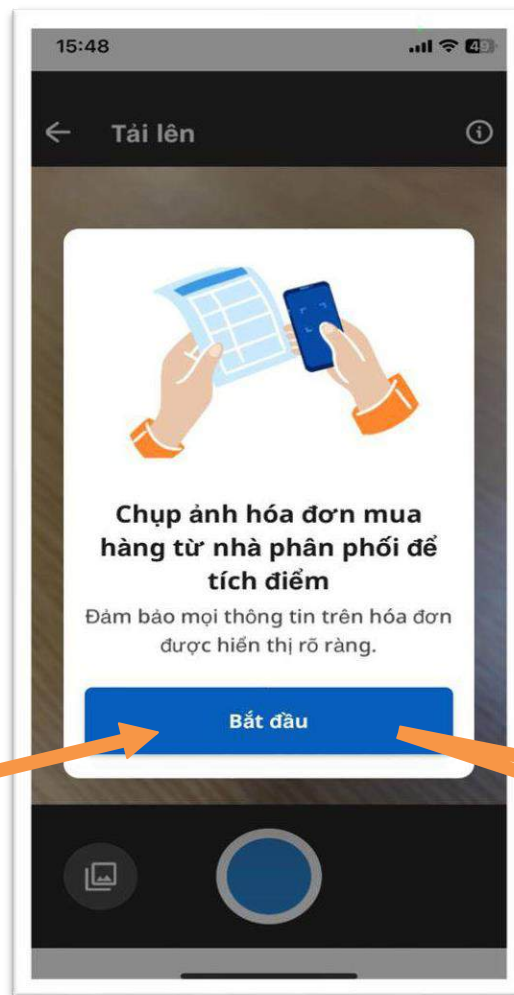 15:48
49
Tải lên
Chụp ảnh hóa đơn mua
hàng từ nhà phân phối để
tích điểm
Đảm bảo mọi thông tin trên hóa đơn
được hiển thị rõ ràng.
Bắt đầu